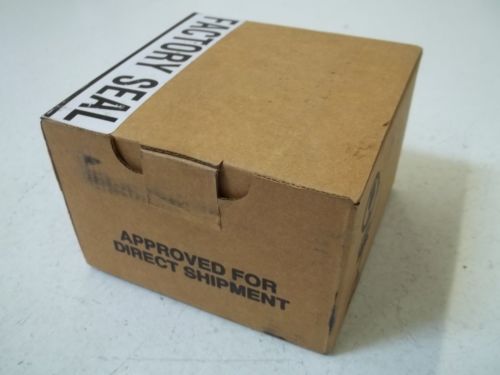 FACTORY SEAL
APPROVED FOR
DIRECT SHIPMENT